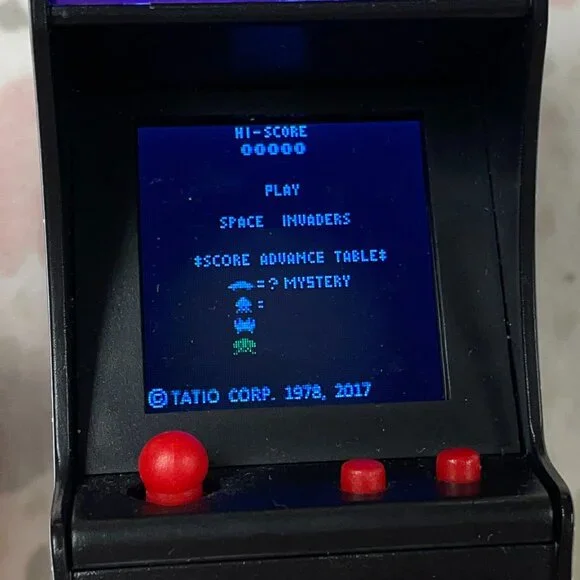 HI-SCORE
00000
PLAY
SPACE INVADERS
*SCORE ADVANCE TABLE*
=? MYSTERY
=
© TATIO CORP. 1978, 2017